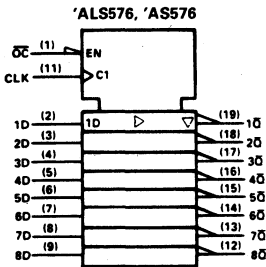 'ALS576, 'AS576
O̅C̅ (1) EN
CLK (11) C1
1D (2) 1D (19) 1Q̅
2D (3) (18) 2Q̅
3D (4) (17) 3Q̅
4D (5) (16) 4Q̅
5D (6) (15) 5Q̅
6D (7) (14) 6Q̅
7D (8) (13) 7Q̅
8D (9) (12) 8Q̅